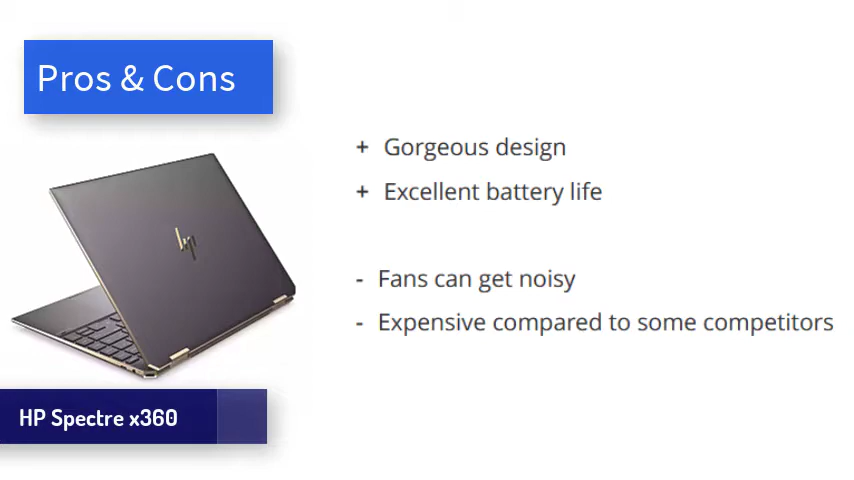 Pros & Cons
+ Gorgeous design
+ Excellent battery life
- Fans can get noisy
- Expensive compared to some competitors
hp
HP Spectre x360